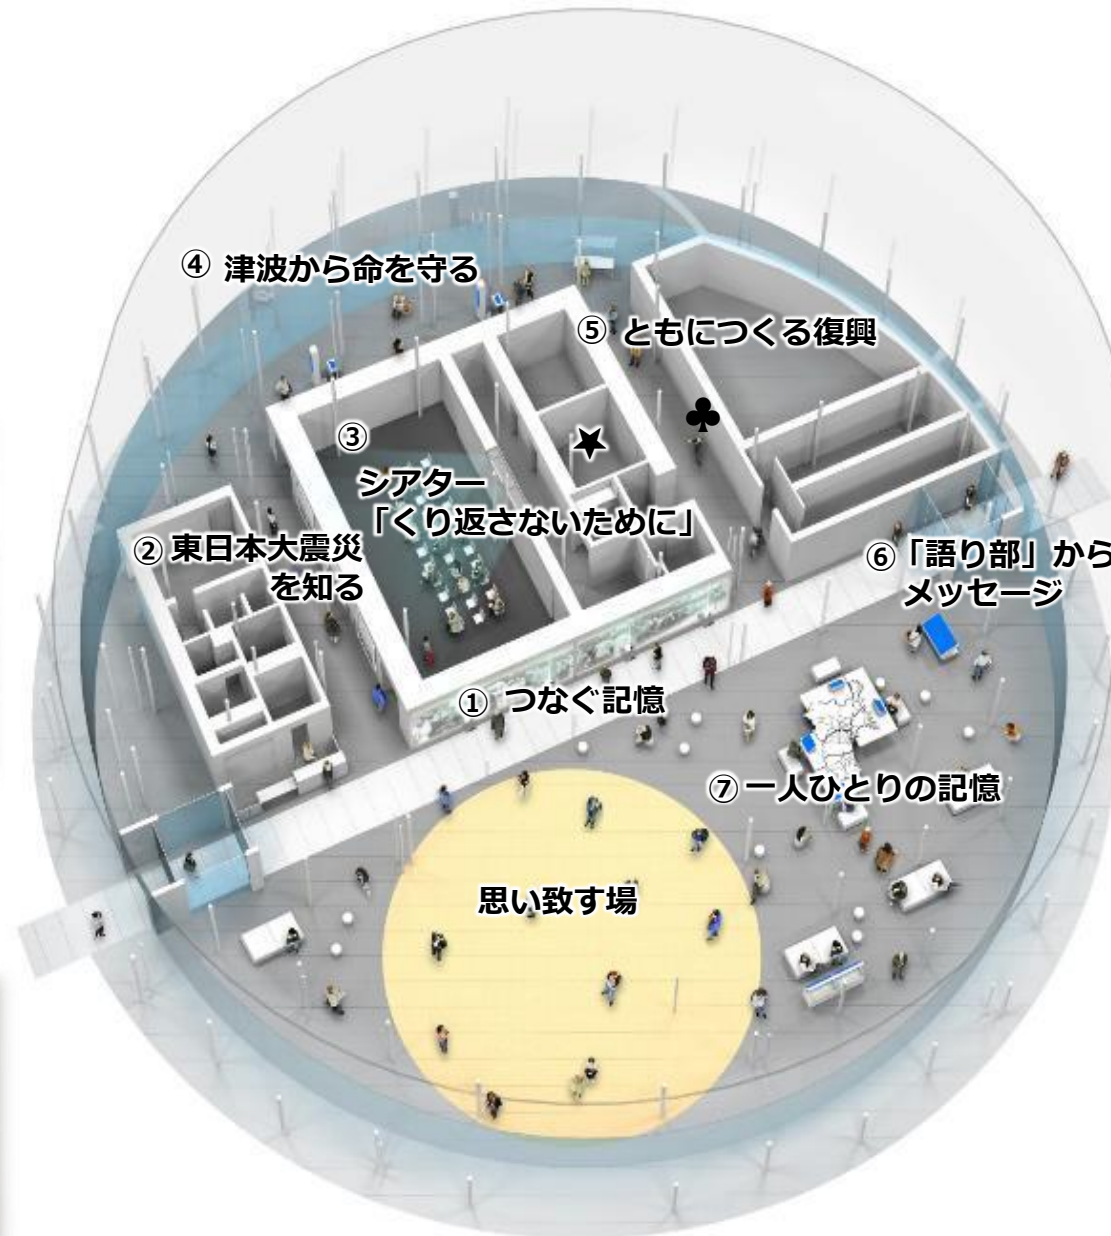 ④ 津波から命を守る
⑤ ともにつくる復興
③
シアター
「くり返さないために」
② 東日本大震災
を知る
⑥「語り部」から
メッセージ
① つなぐ記憶
⑦ 一人ひとりの記憶
思い致す場